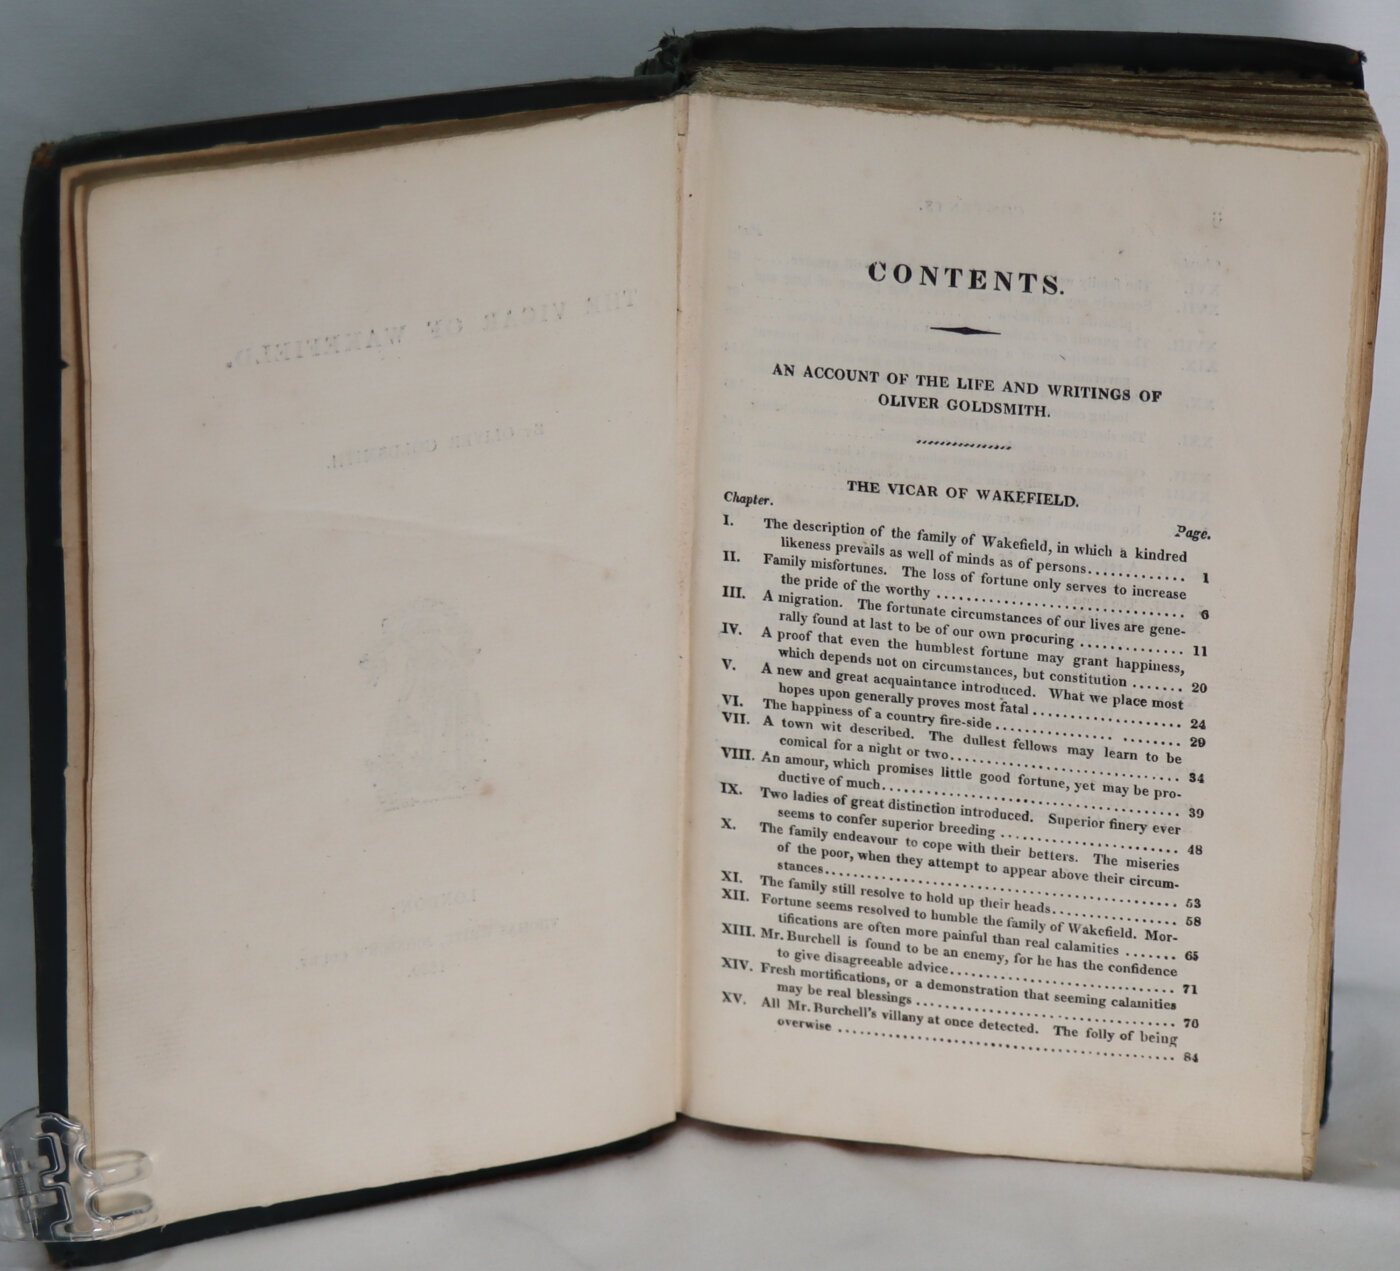 THE VICAR OF WAKEFIELD.
BY OLIVER GOLDSMITH.
LONDON:
CONTENTS.
AN ACCOUNT OF THE LIFE AND WRITINGS OF
OLIVER GOLDSMITH.
THE VICAR OF WAKEFIELD.
Chapter. Page.
I. The description of the family of Wakefield, in which a kindred
likeness prevails as well of minds as of persons............. 1
II. Family misfortunes. The loss of fortune only serves to increase
the pride of the worthy ................................ 6
III. A migration. The fortunate circumstances of our lives are gene-
rally found at last to be of our own procuring .............. 11
IV. A proof that even the humblest fortune may grant happiness,
which depends not on circumstances, but constitution ....... 20
V. A new and great acquaintance introduced. What we place most
hopes upon generally proves most fatal .................... 24
VI. The happiness of a country fire-side ............... ........ 29
VII. A town wit described. The dullest fellows may learn to be
comical for a night or two.............................. 34
VIII. An amour, which promises little good fortune, yet may be pro-
ductive of much...................................... 39
IX. Two ladies of great distinction introduced. Superior finery ever
seems to confer superior breeding ....................... 48
X. The family endeavour to cope with their betters. The miseries
of the poor, when they attempt to appear above their circum-
stances............................................. 53
XI. The family still resolve to hold up their heads................ 58
XII. Fortune seems resolved to humble the family of Wakefield. Mor-
tifications are often more painful than real calamities ....... 65
XIII. Mr. Burchell is found to be an enemy, for he has the confidence
to give disagreeable advice............................. 71
XIV. Fresh mortifications, or a demonstration that seeming calamities
may be real blessings ................................. 76
XV. All Mr. Burchell's villany at once detected. The folly of being
overwise ........................................... 84